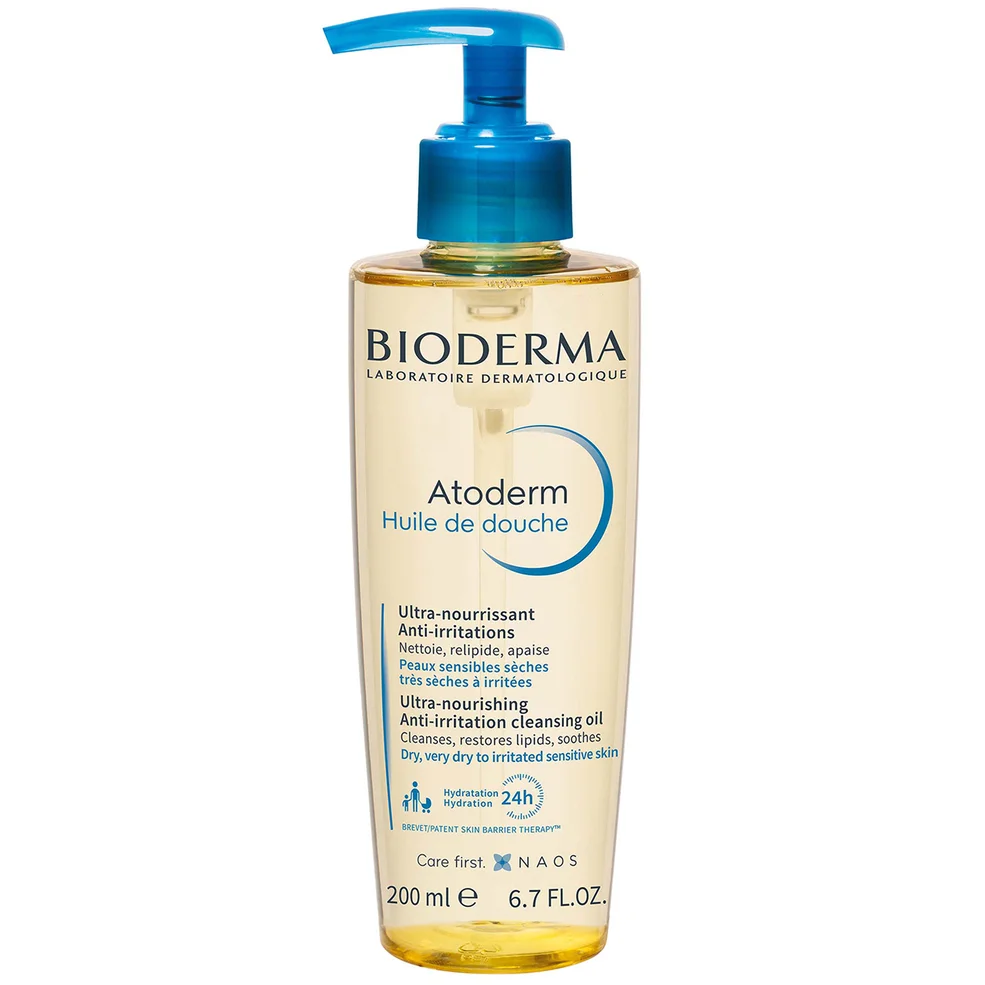 BIODERMA
LABORATOIRE DERMATOLOGIQUE
Atoderm
Huile de douche
Ultra-nourrissant
Anti-irritations
Nettoie, relipide, apaise
Peaux sensibles sèches
très sèches à irritées
Ultra-nourishing
Anti-irritation cleansing oil
Cleanses, restores lipids, soothes
Dry, very dry to irritated sensitive skin
Hydratation
Hydration
24h
BREVET/PATENT SKIN BARRIER THERAPY™
Care first. NAOS
200 ml ℮ 6.7 FL.OZ.